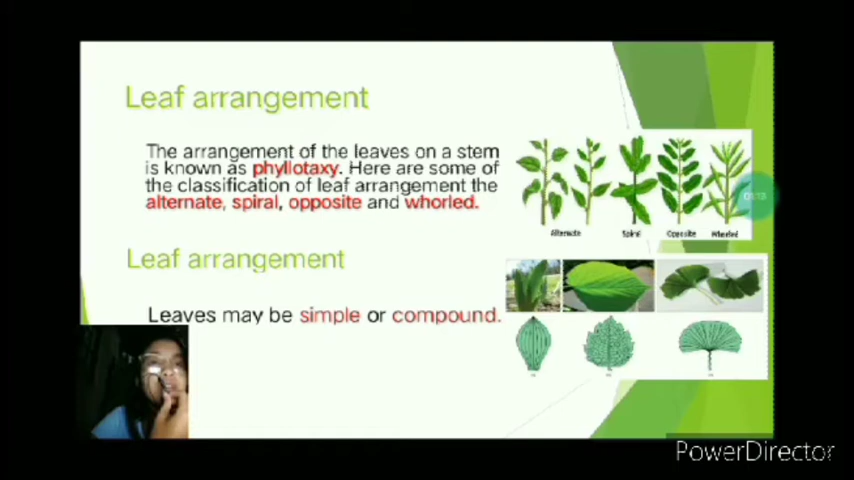 Leaf arrangement
The arrangement of the leaves on a stem
is known as phyllotaxy. Here are some of
the classification of leaf arrangement the
alternate, spiral, opposite and whorled.
Alternate Spiral Opposite Whorled
Leaf arrangement
Leaves may be simple or compound.
PowerDirector